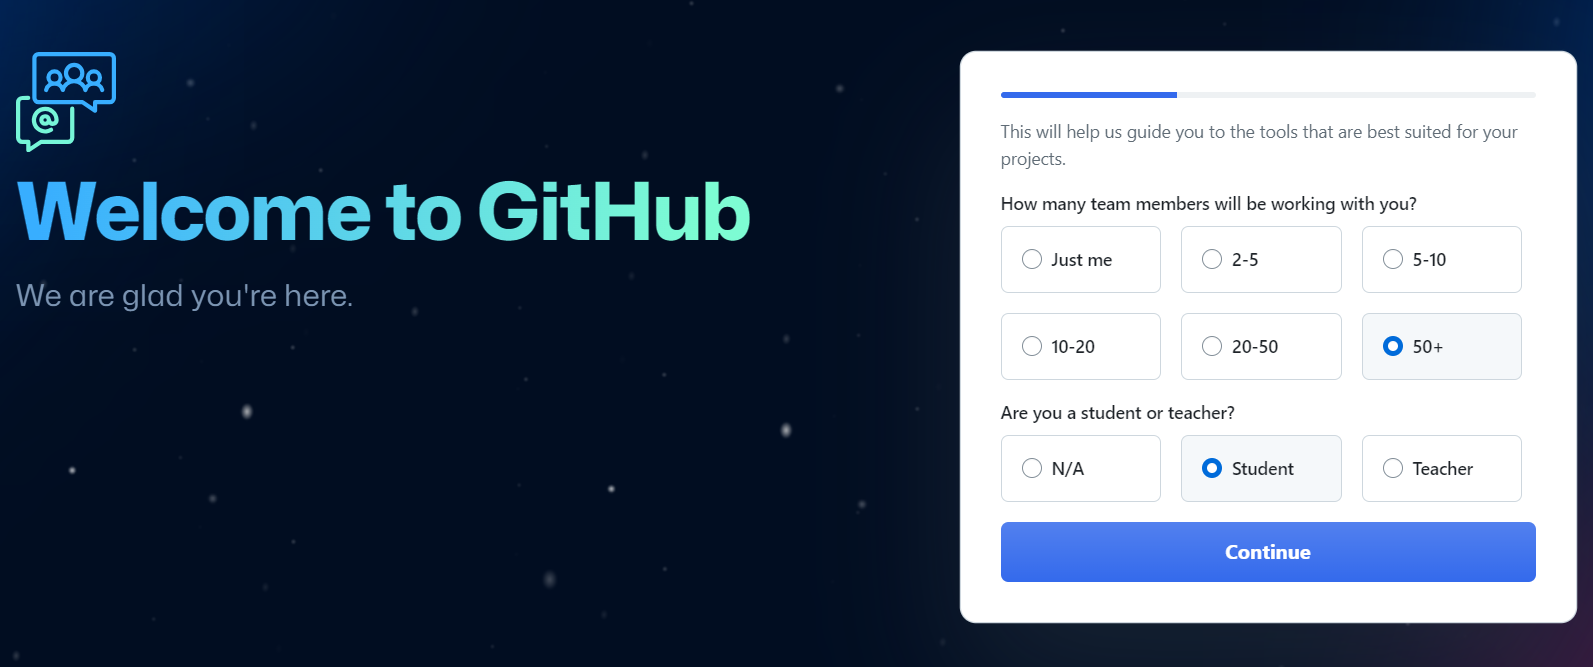 @
Welcome to GitHub
We are glad you're here.
This will help us guide you to the tools that are best suited for your
projects.
How many team members will be working with you?
Just me
2-5
5-10
10-20
20-50
50+
Are you a student or teacher?
N/A
Student
Teacher
Continue